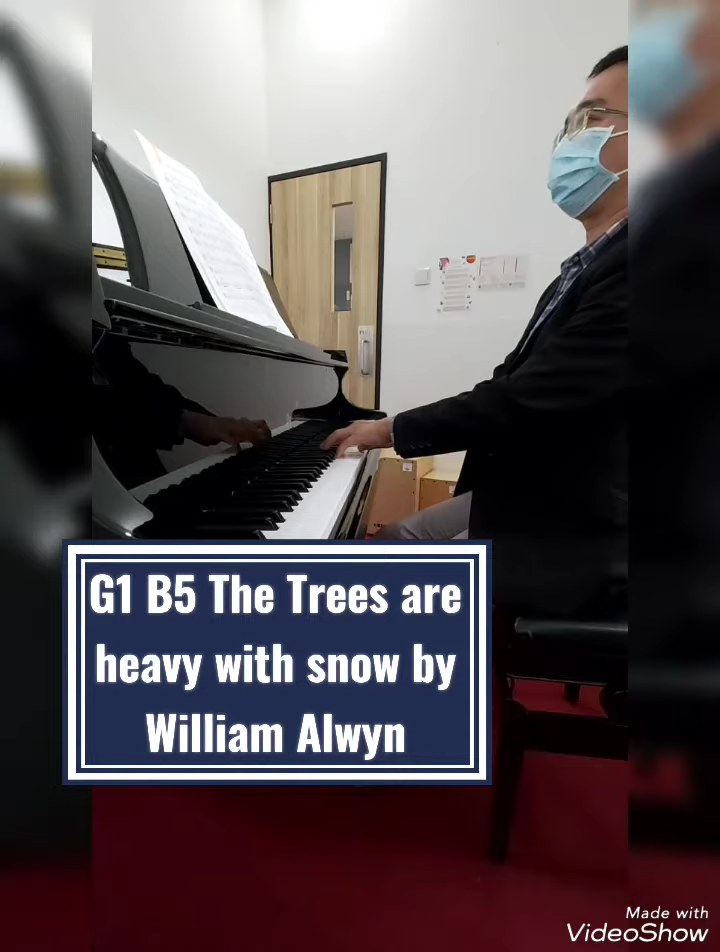 G1 B5 The Trees are
heavy with snow by
William Alwyn
Made with
VideoShow